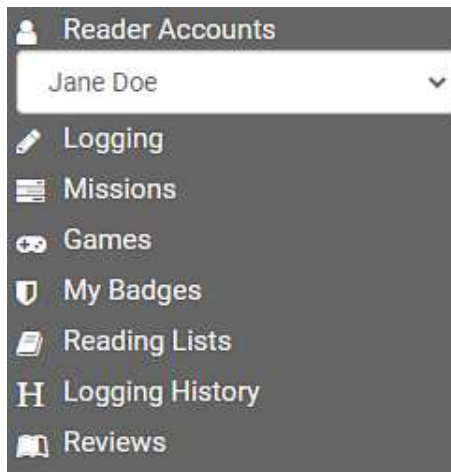 Reader Accounts
Jane Doe
Logging
Missions
Games
My Badges
Reading Lists
H Logging History
Reviews